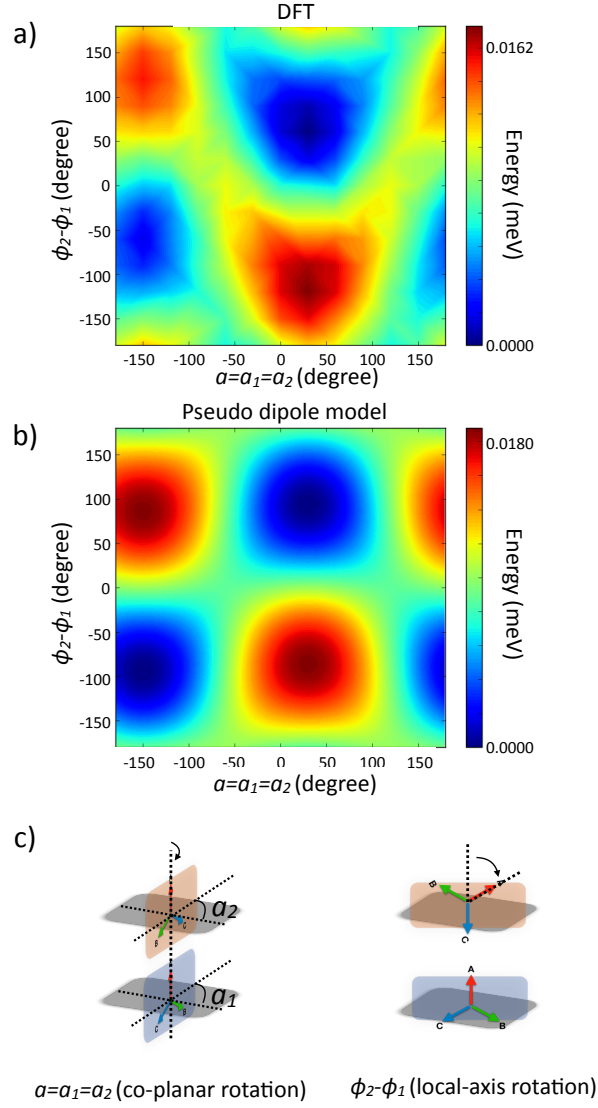 DFT
a)
0.0162
150
100
50
0
-50
-100
-150
ϕ2-ϕ1 (degree)
Energy (meV)
0.0000
-150 -100 -50 0 50 100 150
a=a1=a2 (degree)
Pseudo dipole model
b)
0.0180
150
100
50
0
-50
-100
-150
ϕ2-ϕ1 (degree)
Energy (meV)
0.0000
-150 -100 -50 0 50 100 150
a=a1=a2 (degree)
c)
a2
B C
a1
C B
A
B
C
A
C B
a=a1=a2 (co-planar rotation)
ϕ2-ϕ1 (local-axis rotation)